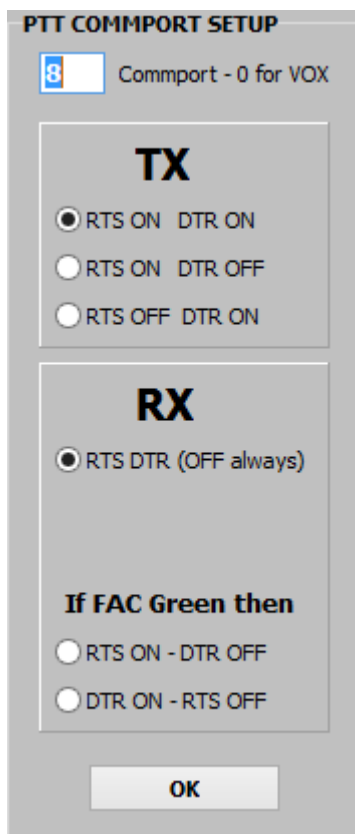 PTT COMMPORT SETUP
8 Commport - 0 for VOX
TX
RTS ON DTR ON
RTS ON DTR OFF
RTS OFF DTR ON
RX
RTS DTR (OFF always)
If FAC Green then
RTS ON - DTR OFF
DTR ON - RTS OFF
OK